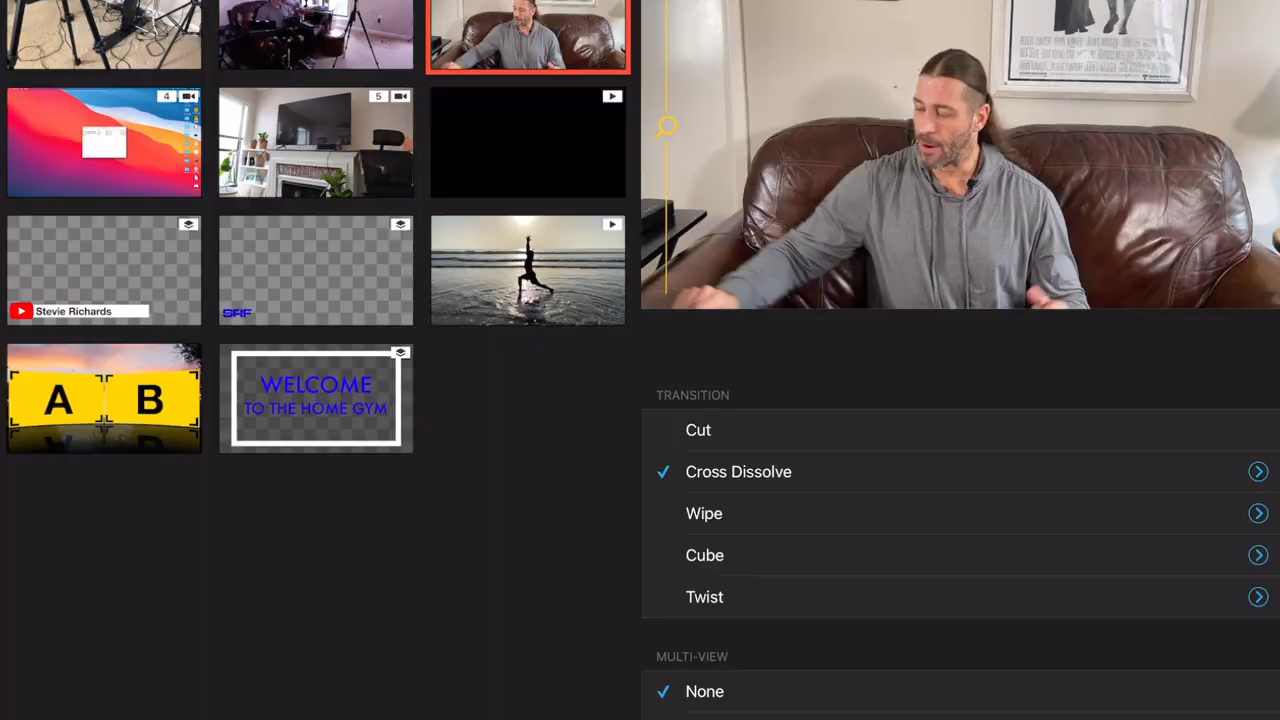 4
5
Stevie Richards
SRF
A B
WELCOME
TO THE HOME GYM
TRANSITION
Cut
Cross Dissolve
Wipe
Cube
Twist
MULTI-VIEW
None